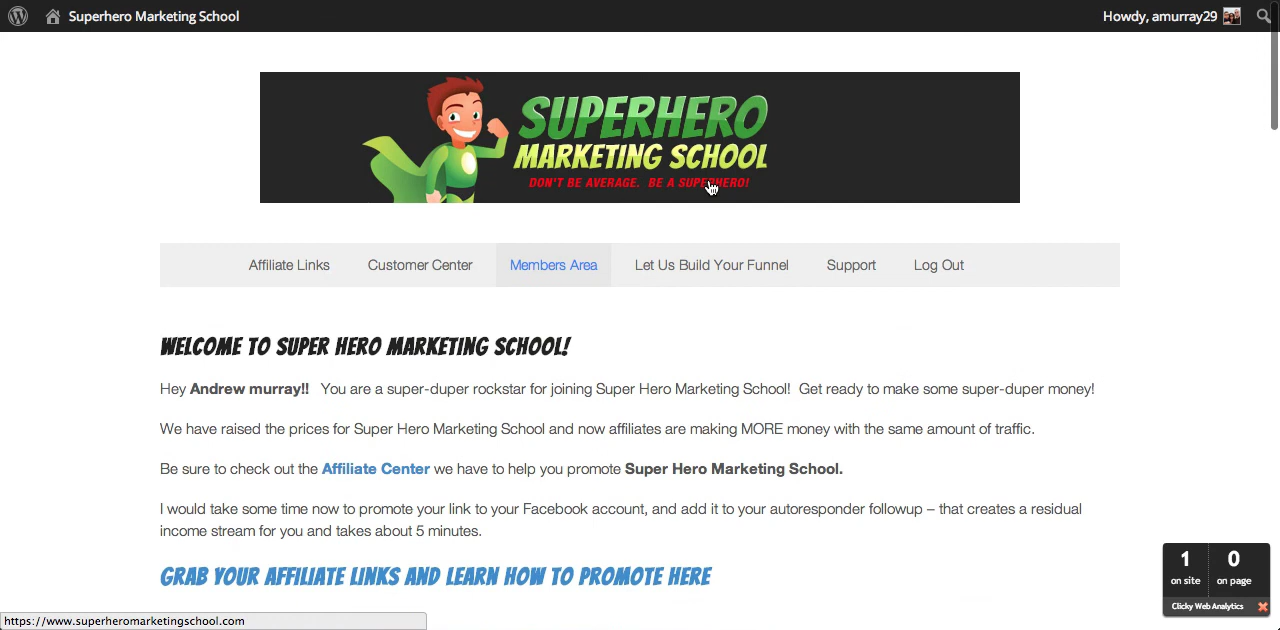 Superhero Marketing School
Howdy, amurray29
SUPERHERO
MARKETING SCHOOL
DON'T BE AVERAGE. BE A SUPERHERO!
Affiliate Links
Customer Center
Members Area
Let Us Build Your Funnel
Support
Log Out
WELCOME TO SUPER HERO MARKETING SCHOOL!
Hey Andrew murray!! You are a super-duper rockstar for joining Super Hero Marketing School! Get ready to make some super-duper money!
We have raised the prices for Super Hero Marketing School and now affiliates are making MORE money with the same amount of traffic.
Be sure to check out the Affiliate Center we have to help you promote Super Hero Marketing School.
I would take some time now to promote your link to your Facebook account, and add it to your autoresponder followup – that creates a residual
income stream for you and takes about 5 minutes.
GRAB YOUR AFFILIATE LINKS AND LEARN HOW TO PROMOTE HERE
1 0
on site on page
Clicky Web Analytics
https://www.superheromarketingschool.com